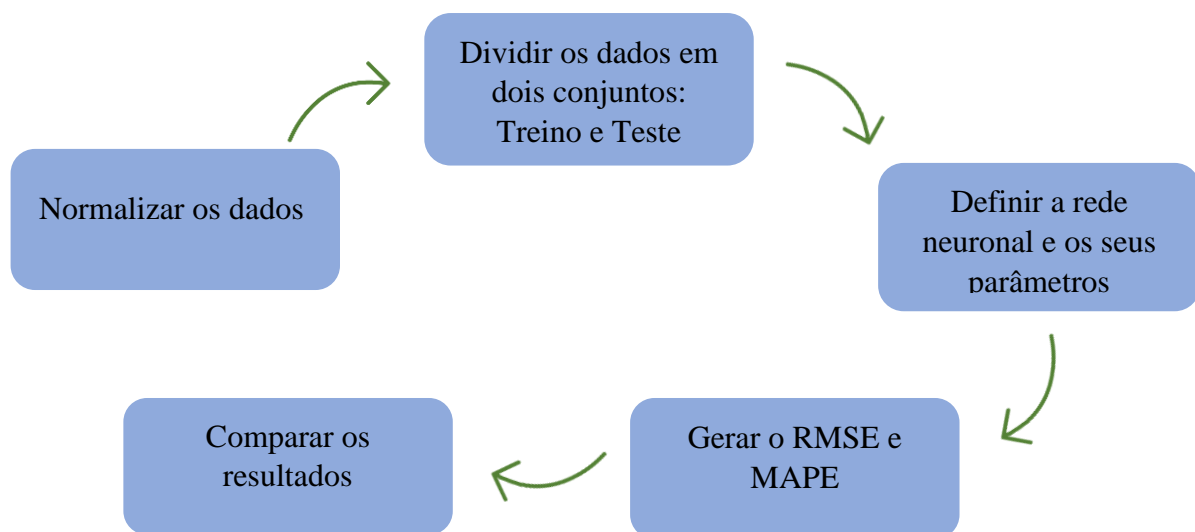 Normalizar os dados
Dividir os dados em
dois conjuntos:
Treino e Teste
Definir a rede
neuronal e os seus
parâmetros
Gerar o RMSE e
MAPE
Comparar os
resultados